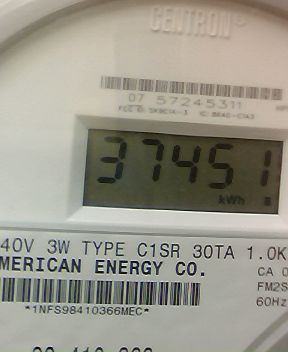 CENTRON®
07 57245311
37451
kWh
40V 3W TYPE C1SR 30TA 1.0K
MERICAN ENERGY CO.
CA 0
FM2S
60Hz
*1NFS98410366MEC*